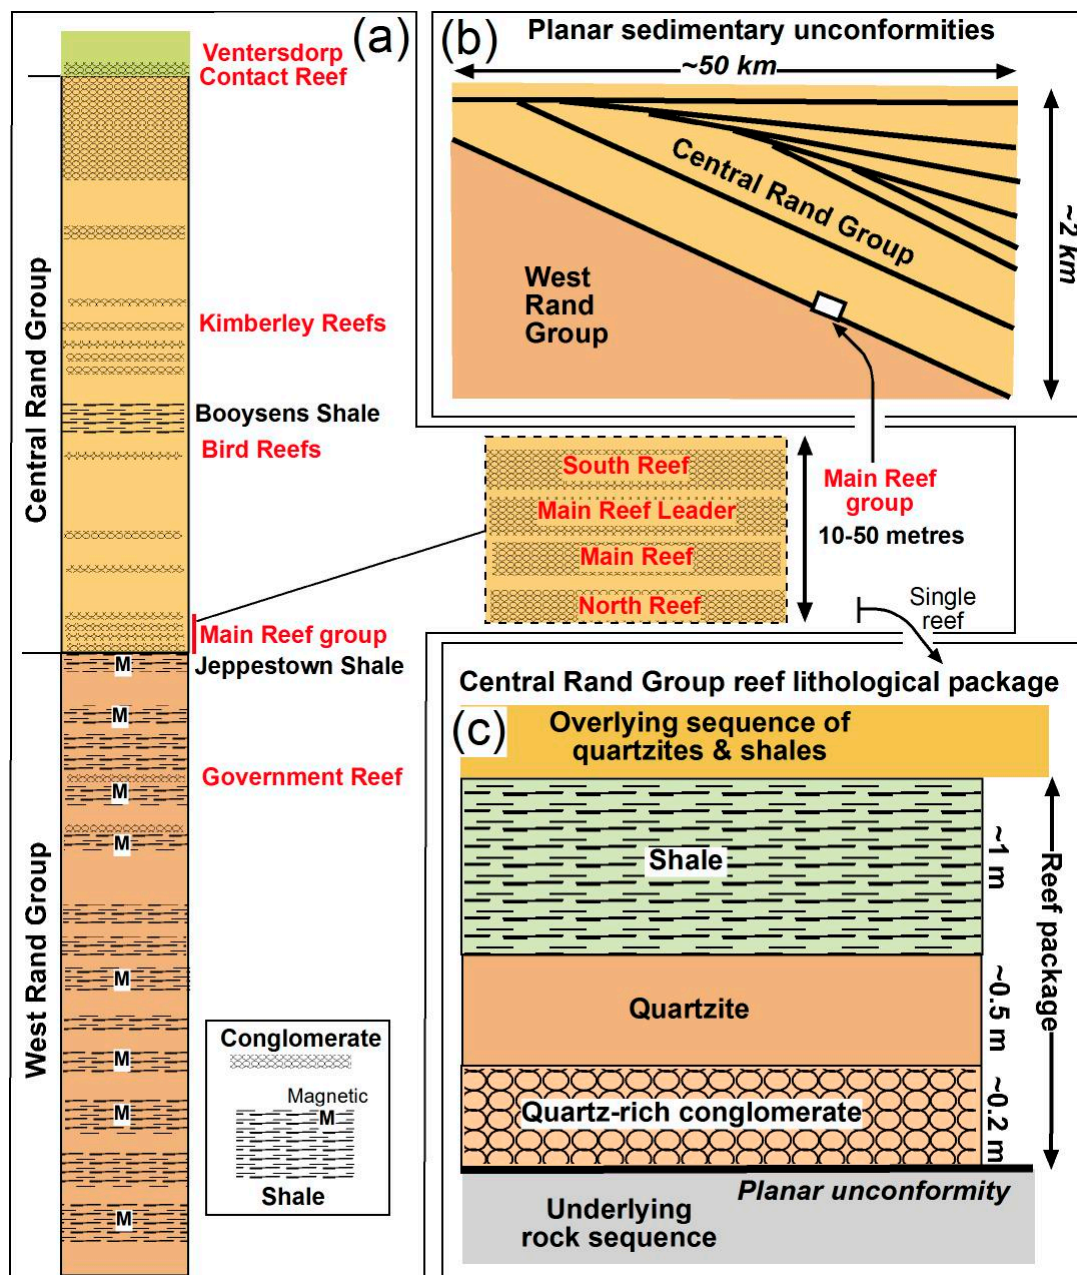 (a)
Ventersdorp
Contact Reef
Central Rand Group
Kimberley Reefs
Booysens Shale
Bird Reefs
Main Reef group
M
Jeppestown Shale
M
Government Reef
M
M
West Rand Group
M
M
M
M
Conglomerate
Magnetic
M
Shale
(b)
Planar sedimentary unconformities
~50 km
Central Rand Group
~2 km
West
Rand
Group
South Reef
Main Reef Leader
Main Reef
North Reef
Main Reef
group
10-50 metres
Single
reef
Central Rand Group reef lithological package
(c)
Overlying sequence of
quartzites & shales
Shale
~1 m
Reef package
Quartzite
~0.5 m
Quartz-rich conglomerate
~0.2 m
Planar unconformity
Underlying
rock sequence